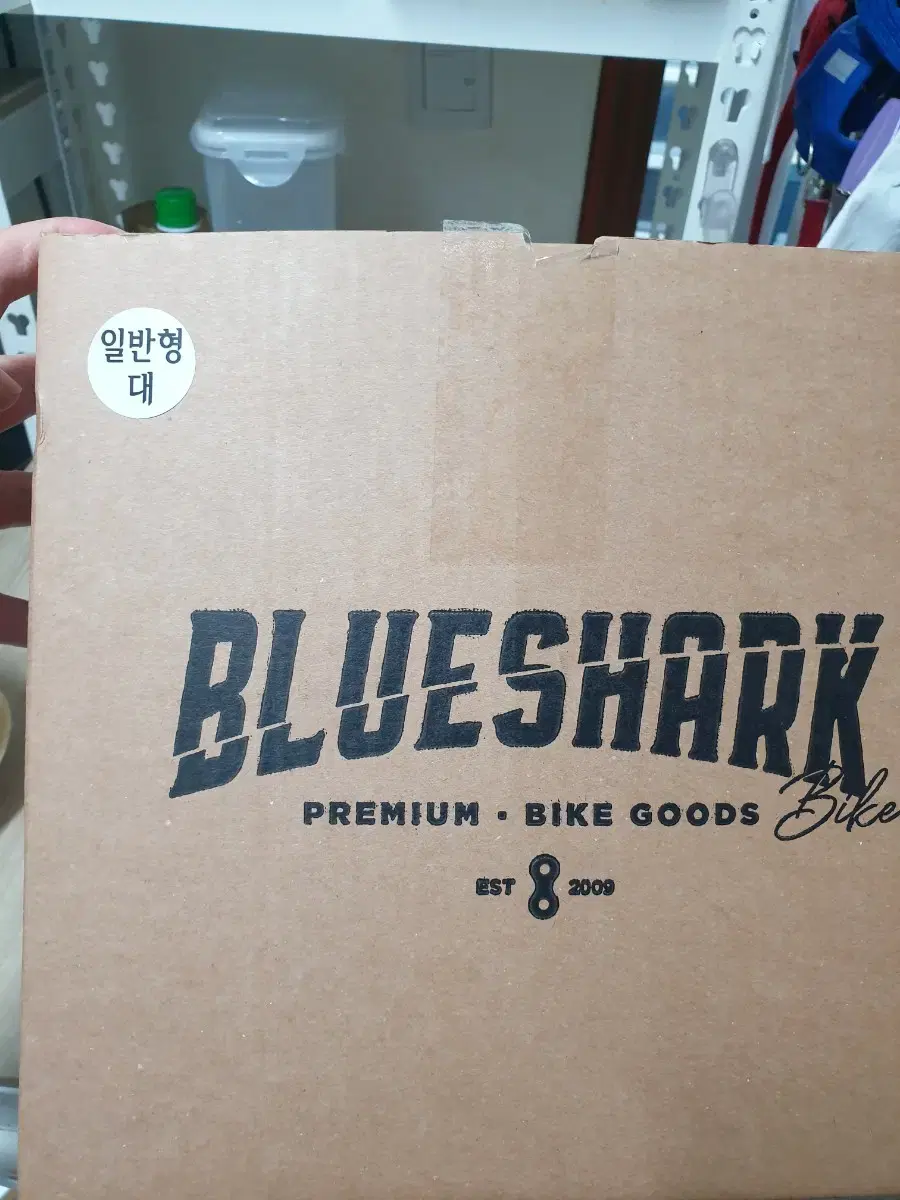 일반형
대
BLUESHARK
Bike
PREMIUM • BIKE GOODS
EST 2009